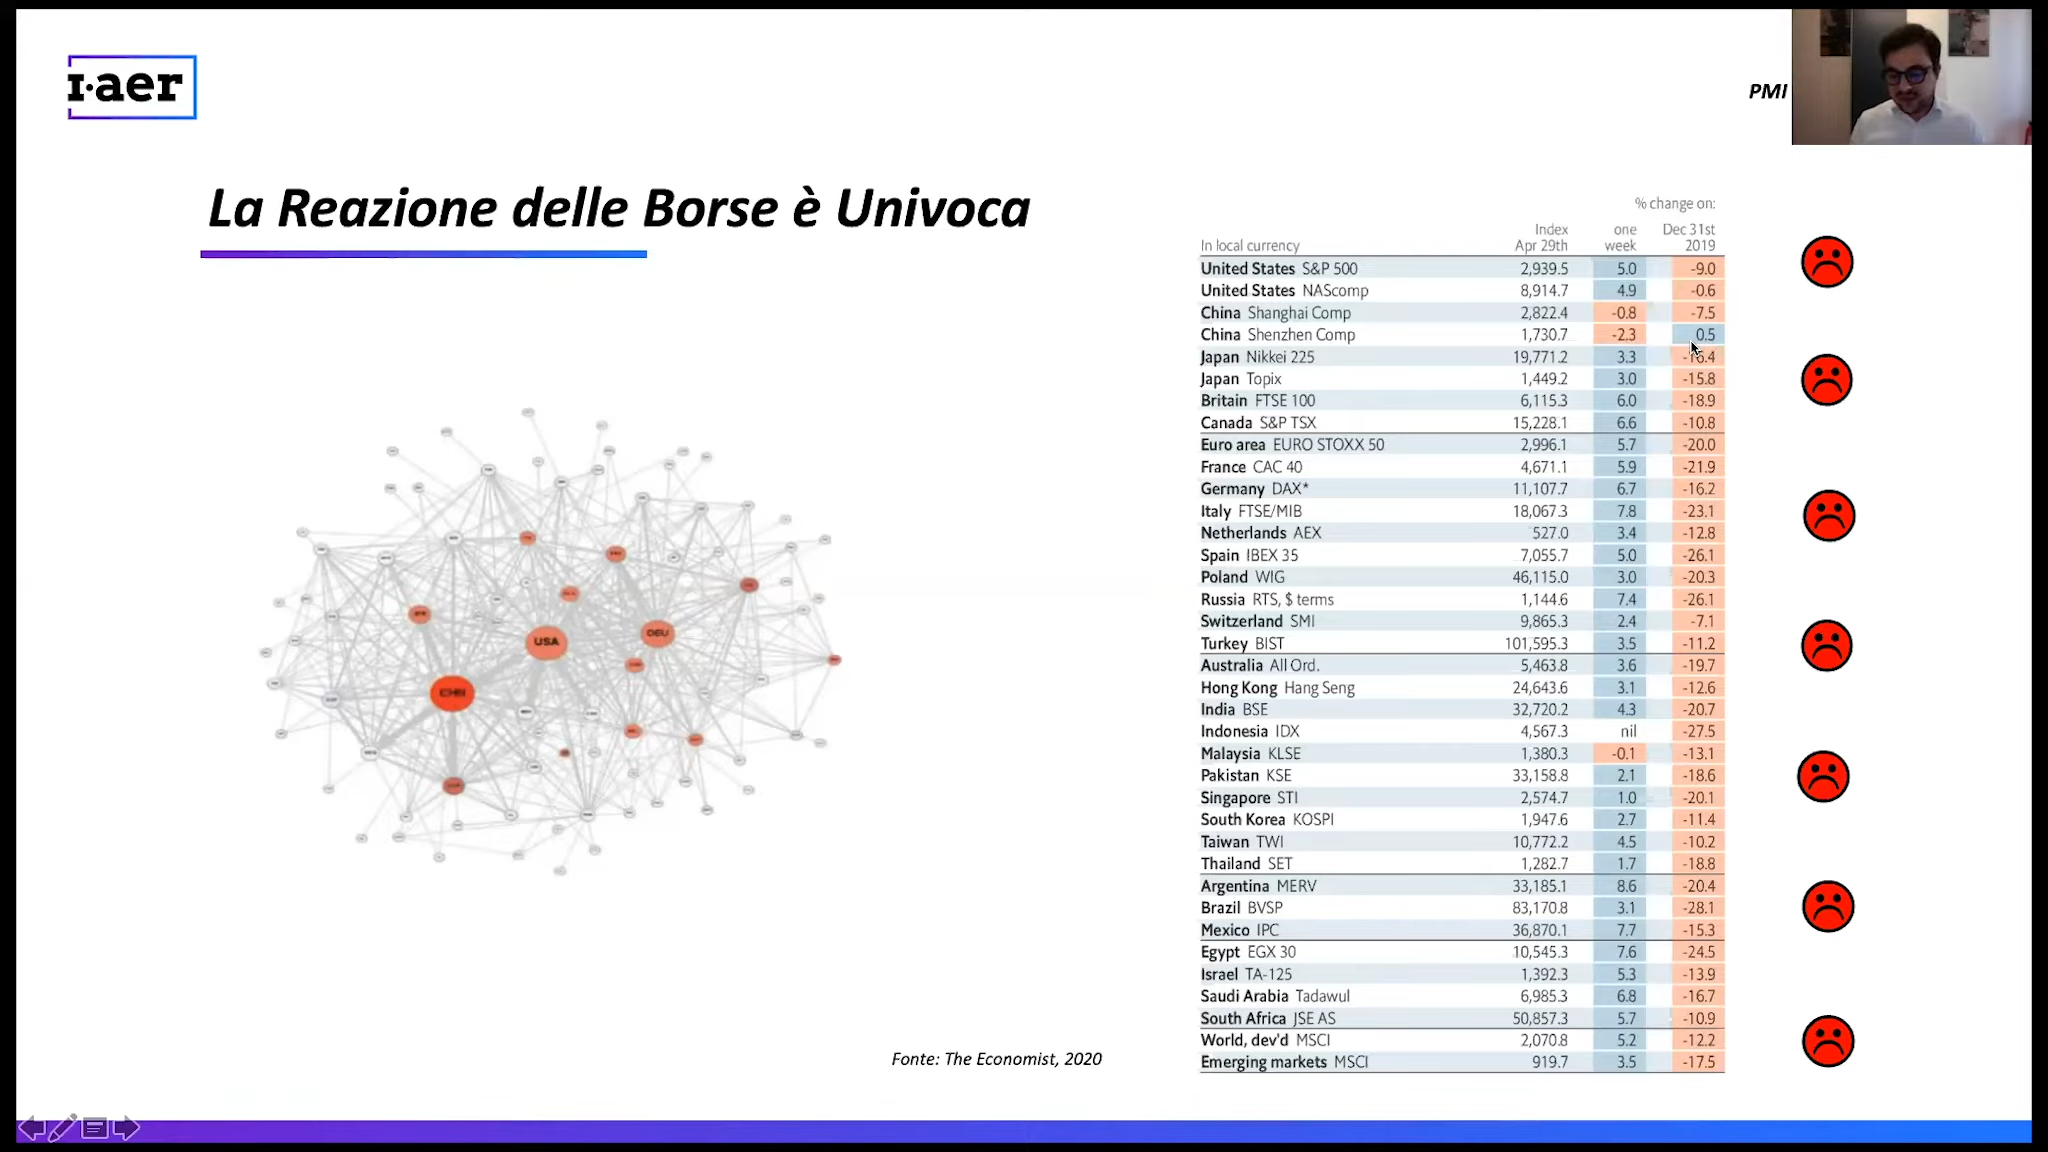 ı·aer
PMI
La Reazione delle Borse è Univoca
% change on:
Index one Dec 31st
In local currency Apr 29th week 2019
United States S&P 500 2,939.5 5.0 -9.0
United States NAScomp 8,914.7 4.9 -0.6
China Shanghai Comp 2,822.4 -0.8 -7.5
China Shenzhen Comp 1,730.7 -2.3 0.5
Japan Nikkei 225 19,771.2 3.3 -16.4
Japan Topix 1,449.2 3.0 -15.8
Britain FTSE 100 6,115.3 6.0 -18.9
Canada S&P TSX 15,228.1 6.6 -10.8
Euro area EURO STOXX 50 2,996.1 5.7 -20.0
France CAC 40 4,671.1 5.9 -21.9
Germany DAX* 11,107.7 6.7 -16.2
Italy FTSE/MIB 18,067.3 7.8 -23.1
Netherlands AEX 527.0 3.4 -12.8
Spain IBEX 35 7,055.7 5.0 -26.1
Poland WIG 46,115.0 3.0 -20.3
Russia RTS, $ terms 1,144.6 7.4 -26.1
Switzerland SMI 9,865.3 2.4 -7.1
Turkey BIST 101,595.3 3.5 -11.2
Australia All Ord. 5,463.8 3.6 -19.7
Hong Kong Hang Seng 24,643.6 3.1 -12.6
India BSE 32,720.2 4.3 -20.7
Indonesia IDX 4,567.3 nil -27.5
Malaysia KLSE 1,380.3 -0.1 -13.1
Pakistan KSE 33,158.8 2.1 -18.6
Singapore STI 2,574.7 1.0 -20.1
South Korea KOSPI 1,947.6 2.7 -11.4
Taiwan TWI 10,772.2 4.5 -10.2
Thailand SET 1,282.7 1.7 -18.8
Argentina MERV 33,185.1 8.6 -20.4
Brazil BVSP 83,170.8 3.1 -28.1
Mexico IPC 36,870.1 7.7 -15.3
Egypt EGX 30 10,545.3 7.6 -24.5
Israel TA-125 1,392.3 5.3 -13.9
Saudi Arabia Tadawul 6,985.3 6.8 -16.7
South Africa JSE AS 50,857.3 5.7 -10.9
World, dev'd MSCI 2,070.8 5.2 -12.2
Emerging markets MSCI 919.7 3.5 -17.5
USA
DEU
CHN
Fonte: The Economist, 2020